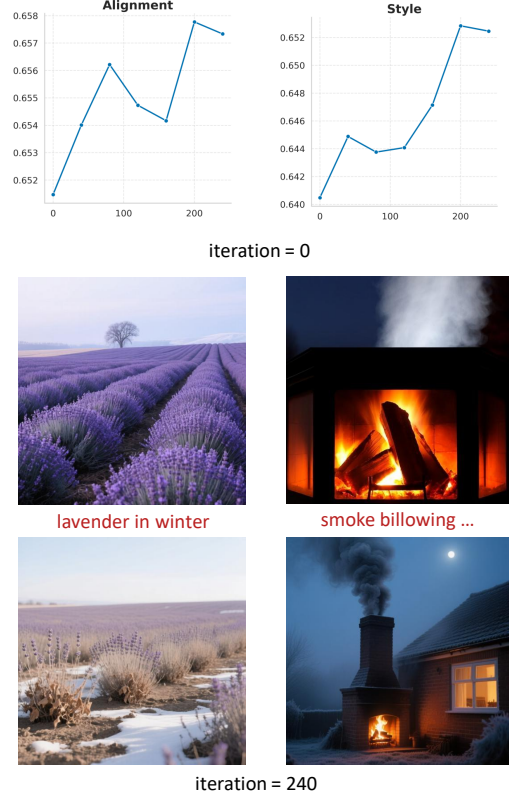 Alignment
0.658
0.657
0.656
0.655
0.654
0.653
0.652
0 100 200
Style
0.652
0.650
0.648
0.646
0.644
0.642
0.640
0 100 200
iteration = 0
lavender in winter
smoke billowing ...
iteration = 240